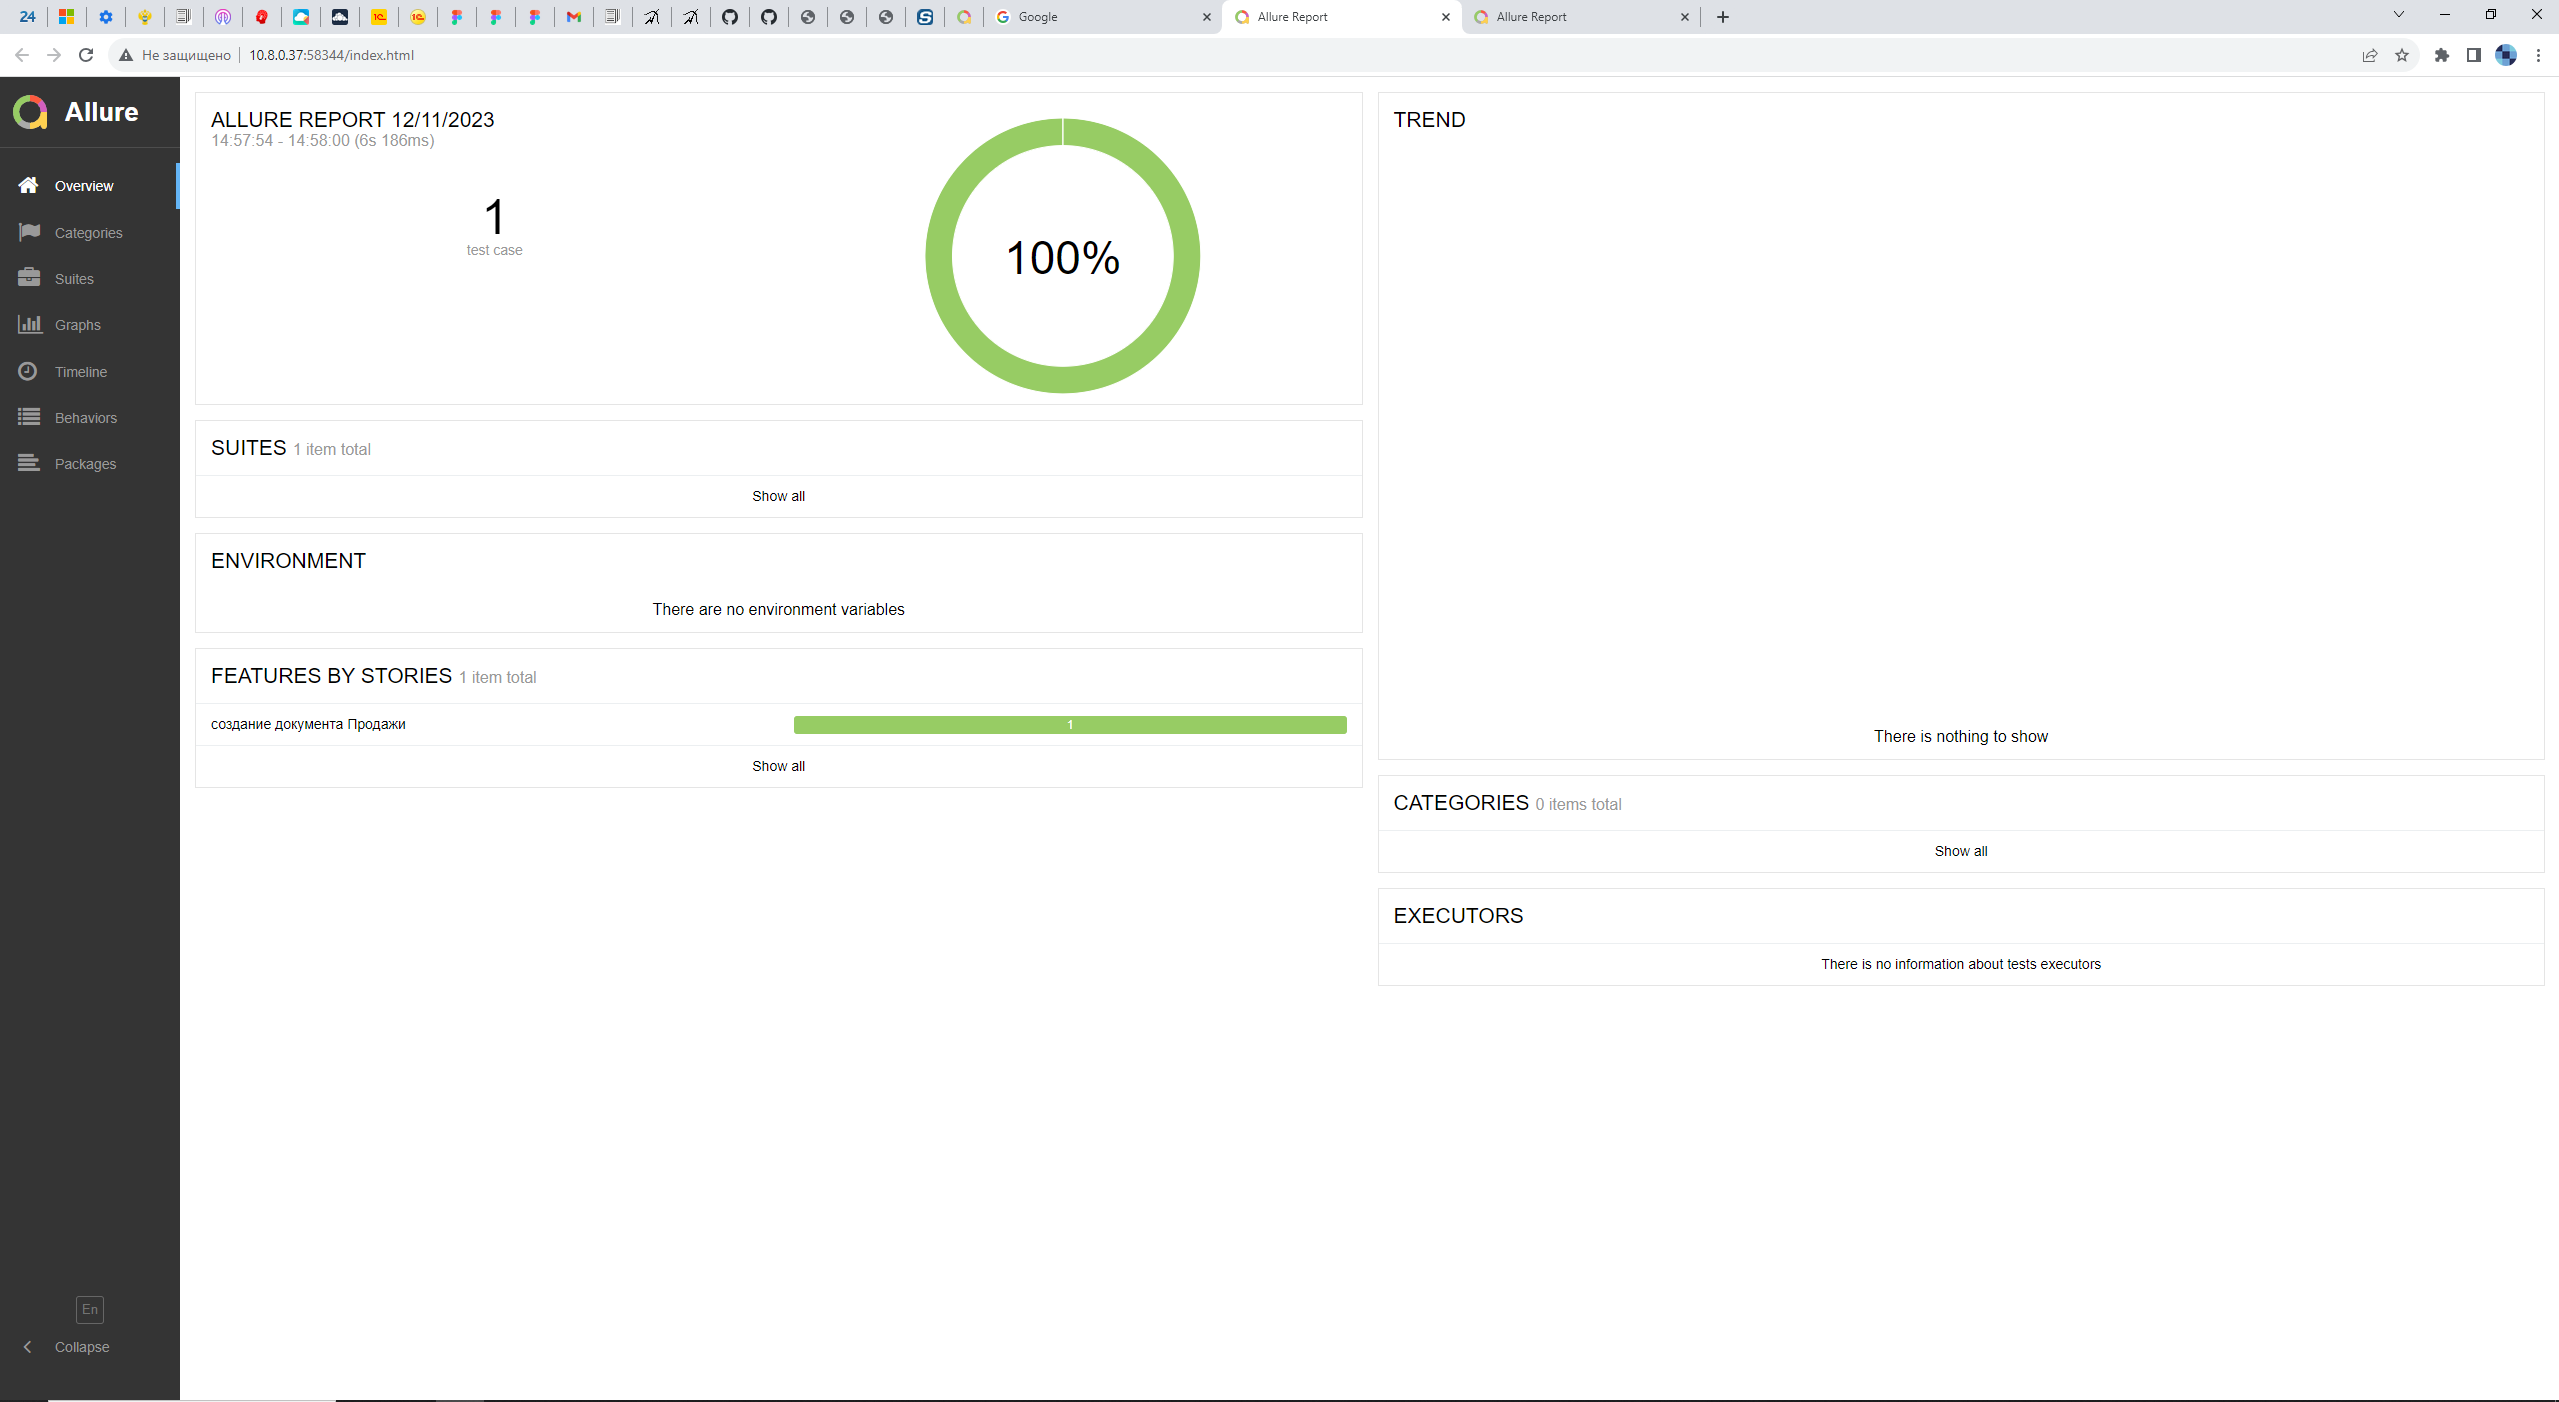 24
Google
Allure Report
Allure Report
Не защищено
10.8.0.37:58344/index.html
Allure
Overview
Categories
Suites
Graphs
Timeline
Behaviors
Packages
En
Collapse
ALLURE REPORT 12/11/2023
14:57:54 - 14:58:00 (6s 186ms)
1
test case
100%
SUITES 1 item total
Show all
ENVIRONMENT
There are no environment variables
FEATURES BY STORIES 1 item total
создание документа Продажи 1
Show all
TREND
There is nothing to show
CATEGORIES 0 items total
Show all
EXECUTORS
There is no information about tests executors